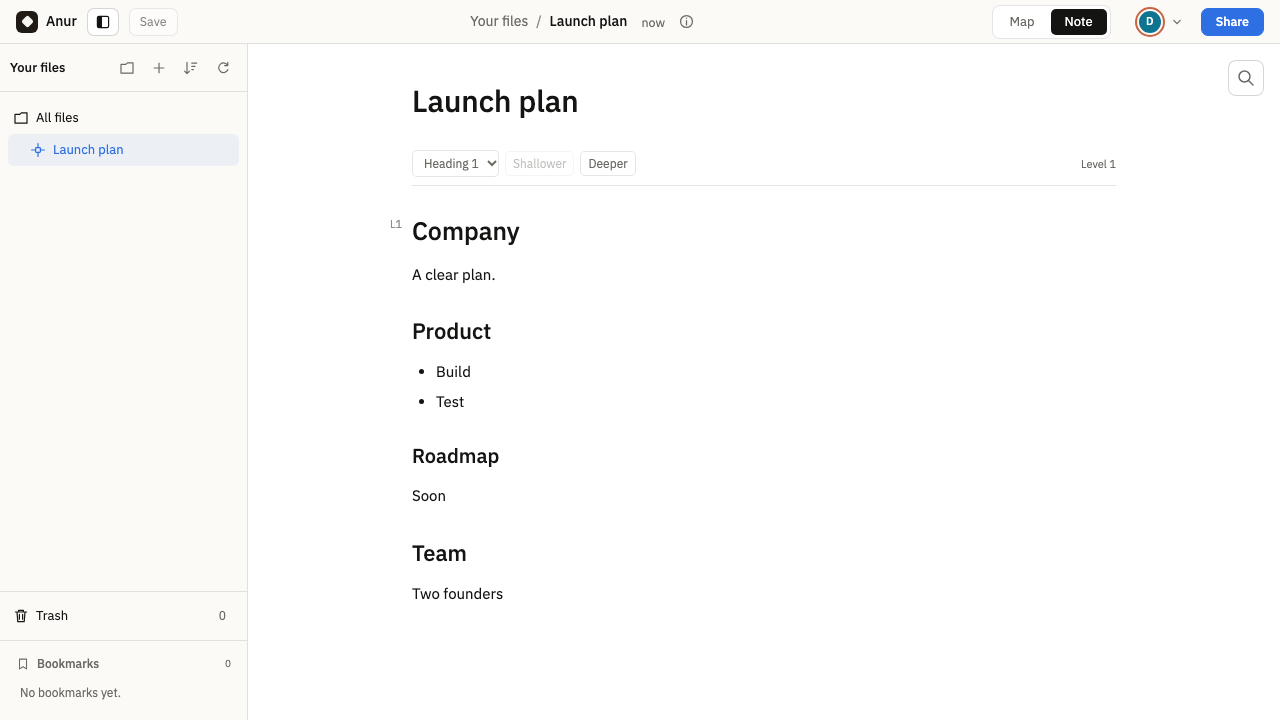 Anur
Save
Your files / Launch plan now
Map
Note
D
Share
Your files
All files
Launch plan
Trash 0
Bookmarks 0
No bookmarks yet.
Launch plan
Heading 1
Shallower
Deeper
Level 1
L1
Company
A clear plan.
Product
• Build
• Test
Roadmap
Soon
Team
Two founders